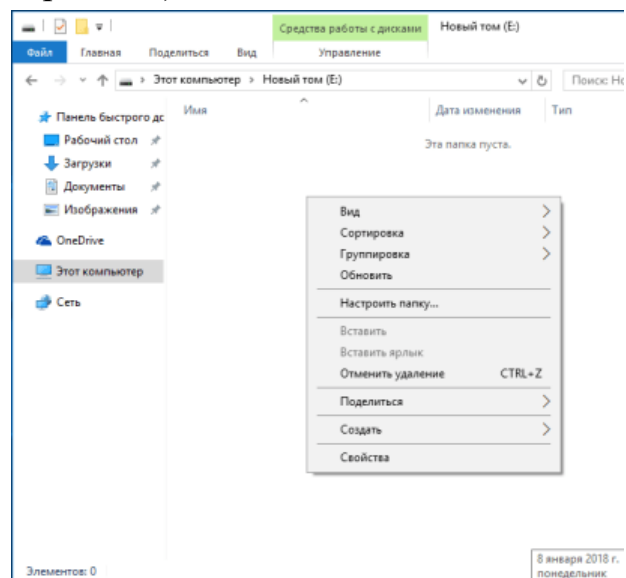 Средства работы с дисками
Новый том (E:)
Файл
Главная
Поделиться
Вид
Управление
Этот компьютер > Новый том (E:)
Поиск: Но
Панель быстрого дс
Имя
Дата изменения
Тип
Рабочий стол
Эта папка пуста.
Загрузки
Документы
Изображения
OneDrive
Этот компьютер
Сеть
Вид
Сортировка
Группировка
Обновить
Настроить папку...
Вставить
Вставить ярлык
Отменить удаление CTRL+Z
Поделиться
Создать
Свойства
8 января 2018 г.
понедельник
Элементов: 0